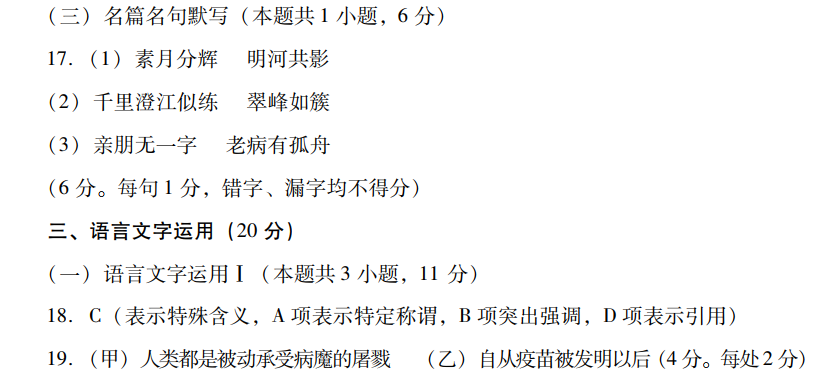 （三）名篇名句默写（本题共1小题，6分）
17.（1）素月分辉　明河共影
（2）千里澄江似练　翠峰如簇
（3）亲朋无一字　老病有孤舟
（6分。每句1分，错字、漏字均不得分）
三、语言文字运用（20分）
（一）语言文字运用Ⅰ（本题共3小题，11分）
18. C（表示特殊含义，A项表示特定称谓，B项突出强调，D项表示引用）
19.（甲）人类都是被动承受病魔的屠戮　（乙）自从疫苗被发明以后（4分。每处2分）